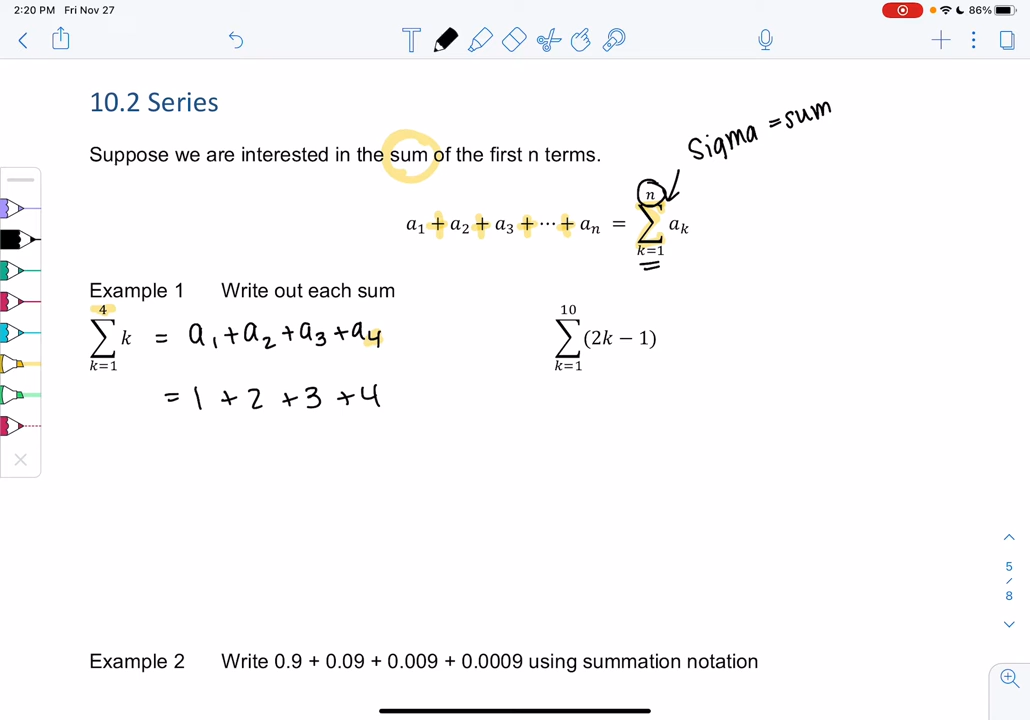 2:20 PM Fri Nov 27
86%
T
10.2 Series
Sigma = sum
Suppose we are interested in the sum of the first n terms.
a₁ + a₂ + a₃ + ⋯ + aₙ = n ∑ k=1 aₖ
Example 1 Write out each sum
4 ∑ k=1 k = a₁ + a₂ + a₃ + a₄
= 1 + 2 + 3 + 4
10 ∑ k=1 (2k − 1)
5
/
8
Example 2 Write 0.9 + 0.09 + 0.009 + 0.0009 using summation notation